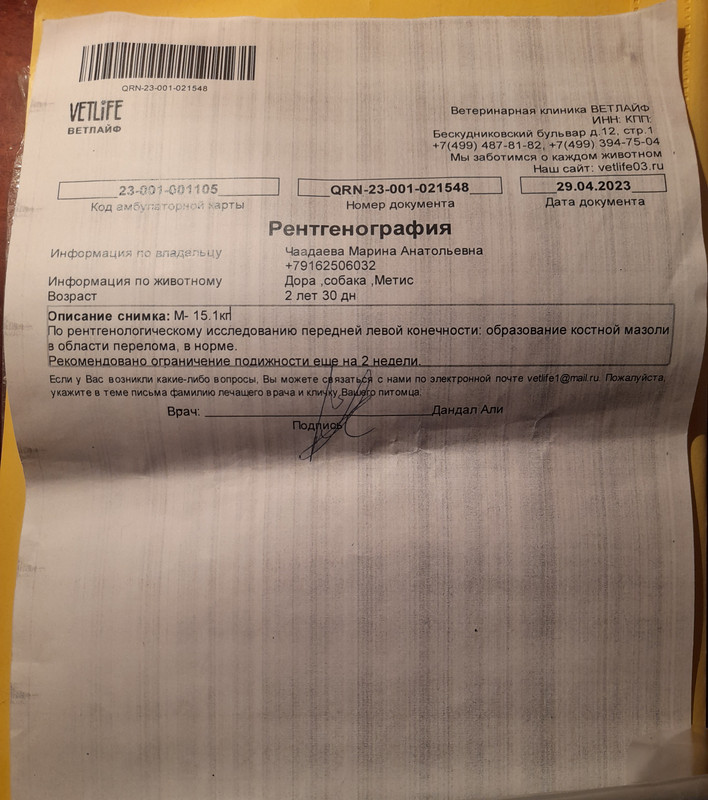 QRN-23-001-021548
VETLiFE
ВЕТЛАЙФ
Ветеринарная клиника ВЕТЛАЙФ
ИНН: КПП:
Бескудниковский бульвар д.12, стр.1
+7(499) 487-81-82, +7(499) 394-75-04
Мы заботимся о каждом животном
Наш сайт: vetlife03.ru
23-001-001105
Код амбулаторной карты
QRN-23-001-021548
Номер документа
29.04.2023
Дата документа
Рентгенография
Информация по владельцу Чаадаева Марина Анатольевна
+79162506032
Информация по животному Дора ,собака ,Метис
Возраст 2 лет 30 дн
Описание снимка: М- 15.1кг
По рентгенологическому исследованию передней левой конечности: образование костной мазоли
в области перелома, в норме.
Рекомендовано ограничение подижности еще на 2 недели.
Если у Вас возникли какие-либо вопросы, Вы можете связаться с нами по электронной почте vetlife1@mail.ru. Пожалуйста,
укажите в теме письма фамилию лечащего врача и кличку Вашего питомца.
Врач: Дандал Али
Подпись